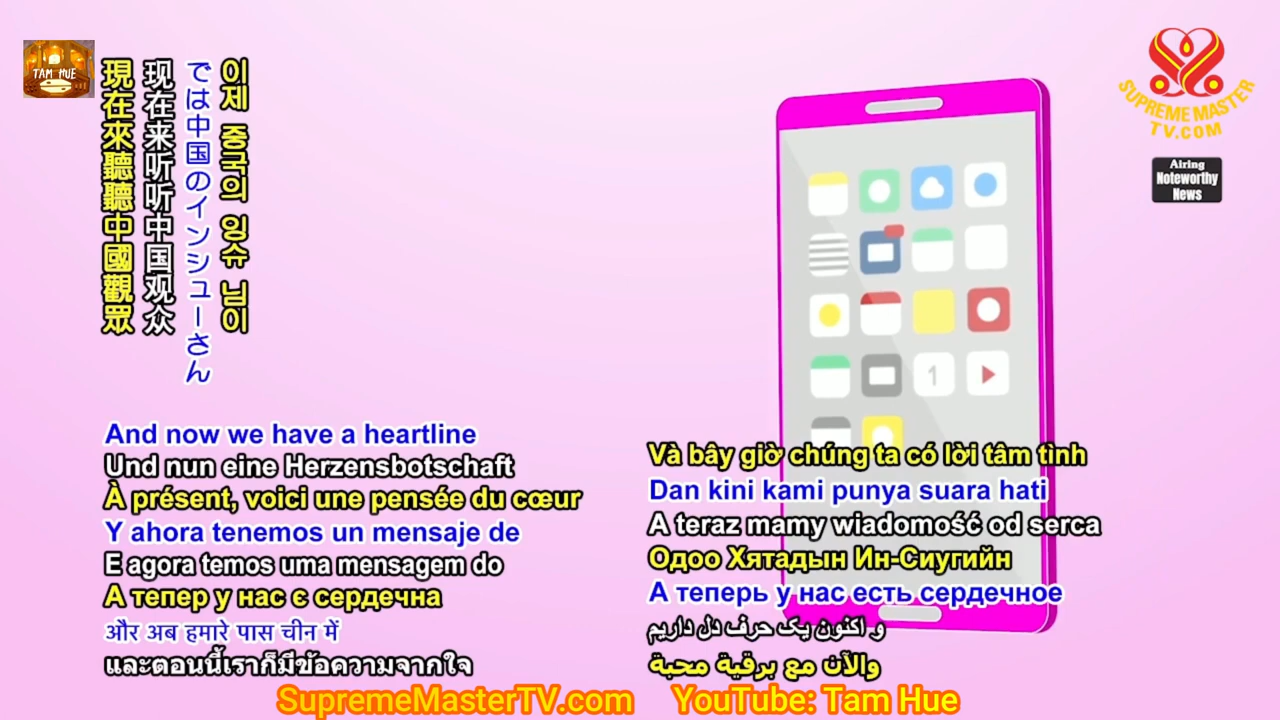 TAM HUE
現在來聽聽中國觀眾
现在来听听中国观众
では中国のインシューさん
이제 중국의 잉슈 님이
SUPREME MASTER
TV.COM
Airing
Noteworthy
News
1
And now we have a heartline
Und nun eine Herzensbotschaft
À présent, voici une pensée du cœur
Y ahora tenemos un mensaje de
E agora temos uma mensagem do
А тепер у нас є сердечна
और अब हमारे पास चीन में
และตอนนี้เราก็มีข้อความจากใจ
Và bây giờ chúng ta có lời tâm tình
Dan kini kami punya suara hati
A teraz mamy wiadomość od serca
Одоо Хятадын Ин-Сиугийн
А теперь у нас есть сердечное
و اکنون یک حرف دل داریم
والآن مع برقية محبة
SupremeMasterTV.com YouTube: Tam Hue